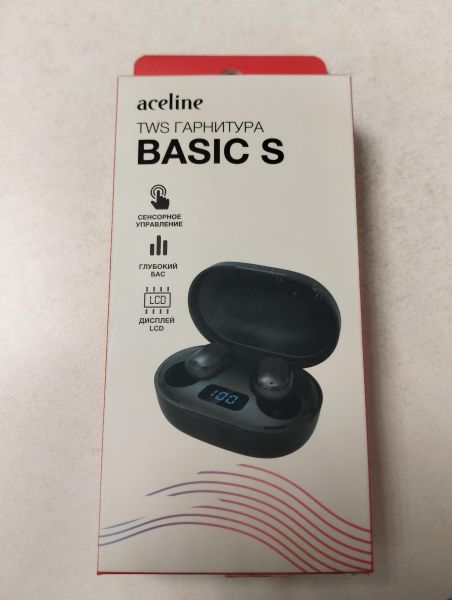 aceline
TWS ГАРНИТУРА
BASIC S
СЕНСОРНОЕ
УПРАВЛЕНИЕ
ГЛУБОКИЙ
БАС
LCD
ДИСПЛЕЙ
LCD
100